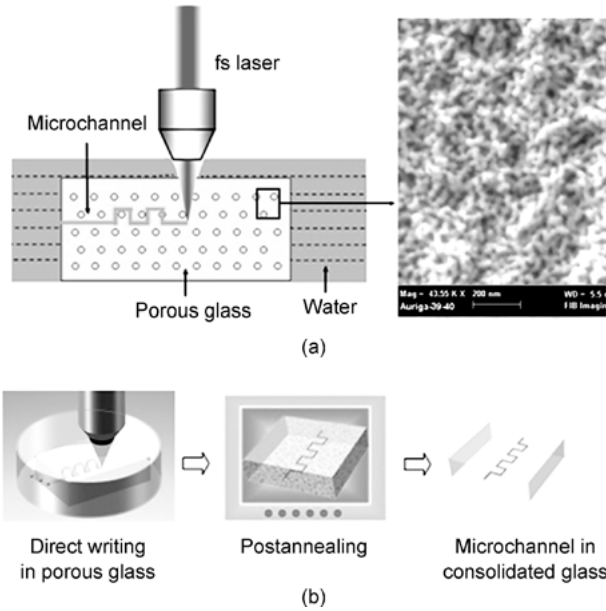 fs laser
Microchannel
Porous glass
Water
Mag = 43.55 K X
200 nm
WD = 5.5
Auriga-39-40
FIB Imagin
(a)
Direct writing
in porous glass
Postannealing
Microchannel in
consolidated glass
(b)